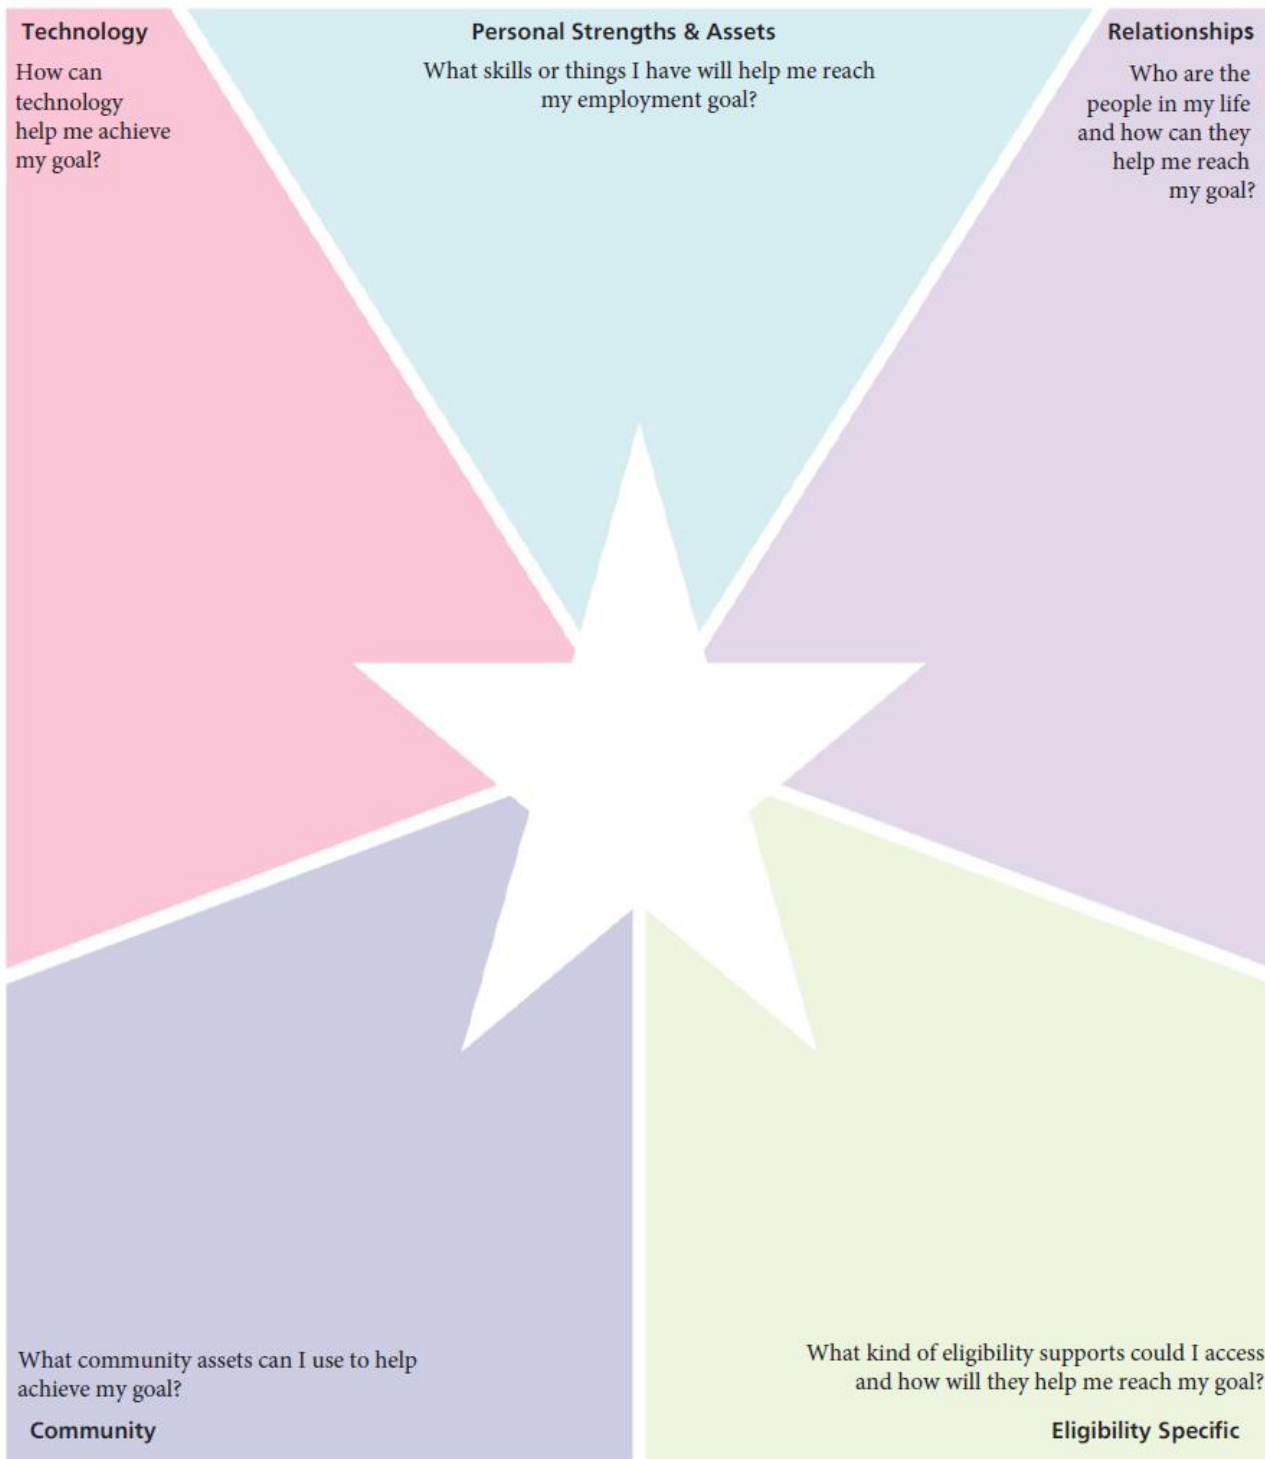 Technology
How can
technology
help me achieve
my goal?
Personal Strengths & Assets
What skills or things I have will help me reach
my employment goal?
Relationships
Who are the
people in my life
and how can they
help me reach
my goal?
What community assets can I use to help
achieve my goal?
Community
What kind of eligibility supports could I access
and how will they help me reach my goal?
Eligibility Specific